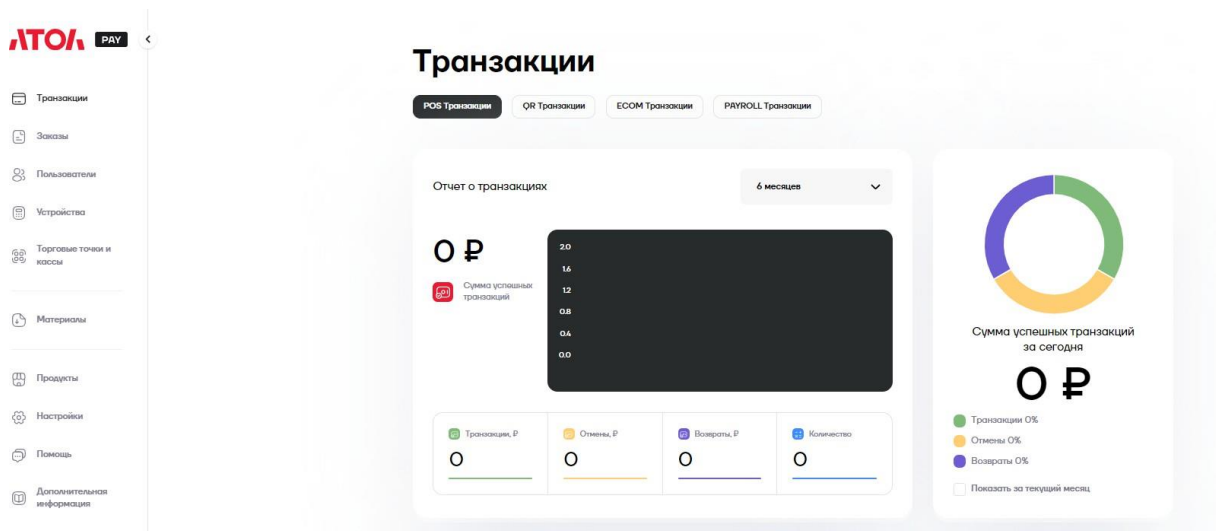 АТОЛ PAY
Транзакции
Заказы
Пользователи
Устройства
Торговые точки и
кассы
Материалы
Продукты
Настройки
Помощь
Дополнительная
информация
Транзакции
POS Транзакции
QR Транзакции
ECOM Транзакции
PAYROLL Транзакции
Отчет о транзакциях
6 месяцев
0 ₽
Сумма успешных
транзакций
2.0
1.6
1.2
0.8
0.4
0.0
Транзакции, ₽
0
Отмены, ₽
0
Возвраты, ₽
0
Количество
0
Сумма успешных транзакций
за сегодня
0 ₽
Транзакции 0%
Отмены 0%
Возвраты 0%
Показать за текущий месяц